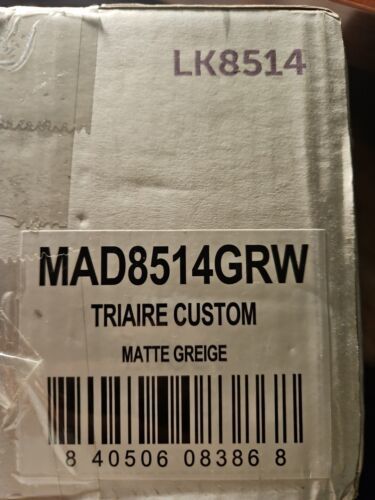 LK8514
MAD8514GRW
TRIAIRE CUSTOM
MATTE GREIGE
8 40506 08386 8